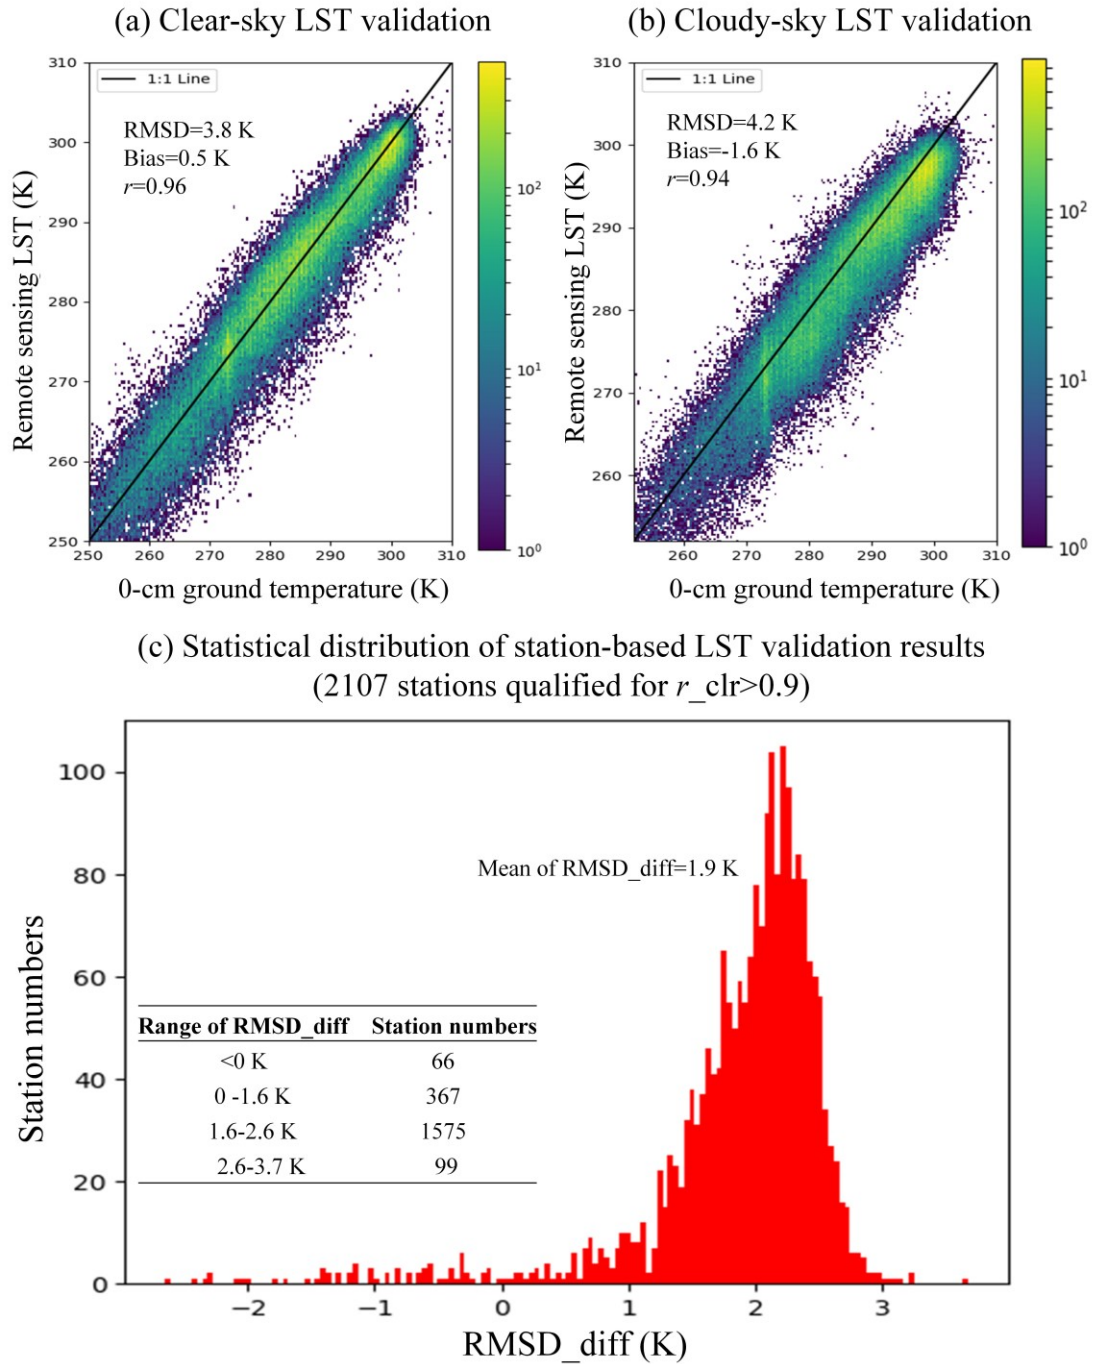 (a) Clear-sky LST validation
(b) Cloudy-sky LST validation
310
300
290
280
270
260
250
Remote sensing LST (K)
1:1 Line
RMSD=3.8 K
Bias=0.5 K
r=0.96
250 260 270 280 290 300 310
0-cm ground temperature (K)
10²
10¹
10⁰
310
300
290
280
270
260
Remote sensing LST (K)
1:1 Line
RMSD=4.2 K
Bias=-1.6 K
r=0.94
260 270 280 290 300 310
0-cm ground temperature (K)
10²
10¹
10⁰
(c) Statistical distribution of station-based LST validation results
(2107 stations qualified for r_clr>0.9)
100
80
60
40
20
0
Station numbers
Mean of RMSD_diff=1.9 K
Range of RMSD_diff Station numbers
<0 K 66
0 -1.6 K 367
1.6-2.6 K 1575
2.6-3.7 K 99
−2 −1 0 1 2 3
RMSD_diff (K)